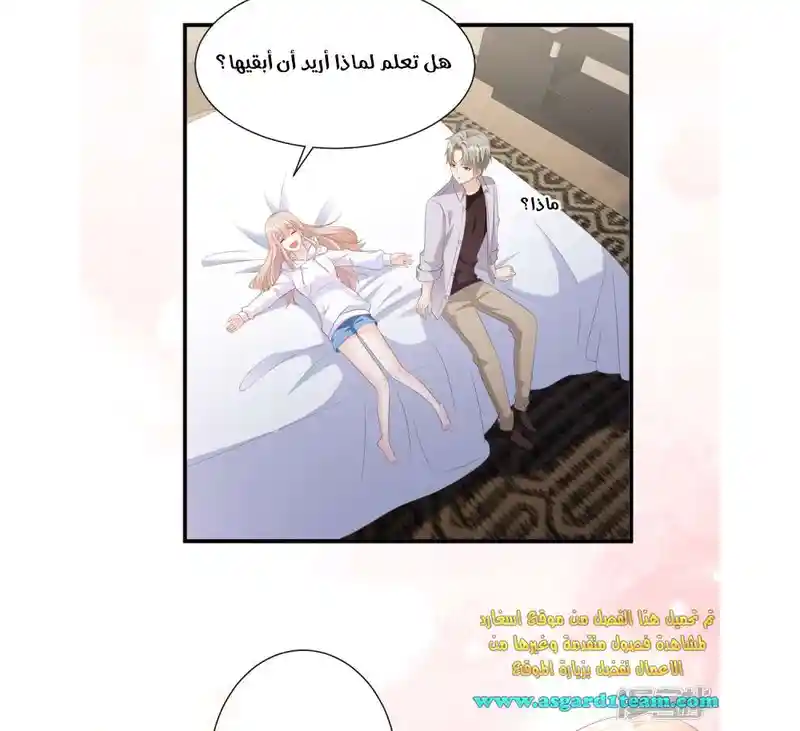 هل تعلم لماذا أريد أن أبقيها؟
ماذا؟
تم تحميل هذا الفصل من موقع اسغارد
لمشاهدة فصول متقدمة وغيرها من
الاعمال تفضل بزيارة الموقع
www.asgard1team.com